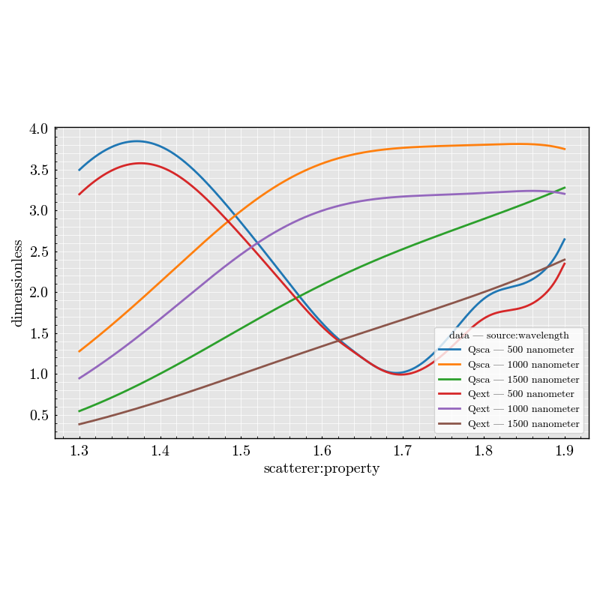 4.0
3.5
3.0
2.5
2.0
1.5
1.0
0.5
dimensionless
1.3 1.4 1.5 1.6 1.7 1.8 1.9
scatterer:property
data — source:wavelength
Qsca — 500 nanometer
Qsca — 1000 nanometer
Qsca — 1500 nanometer
Qext — 500 nanometer
Qext — 1000 nanometer
Qext — 1500 nanometer